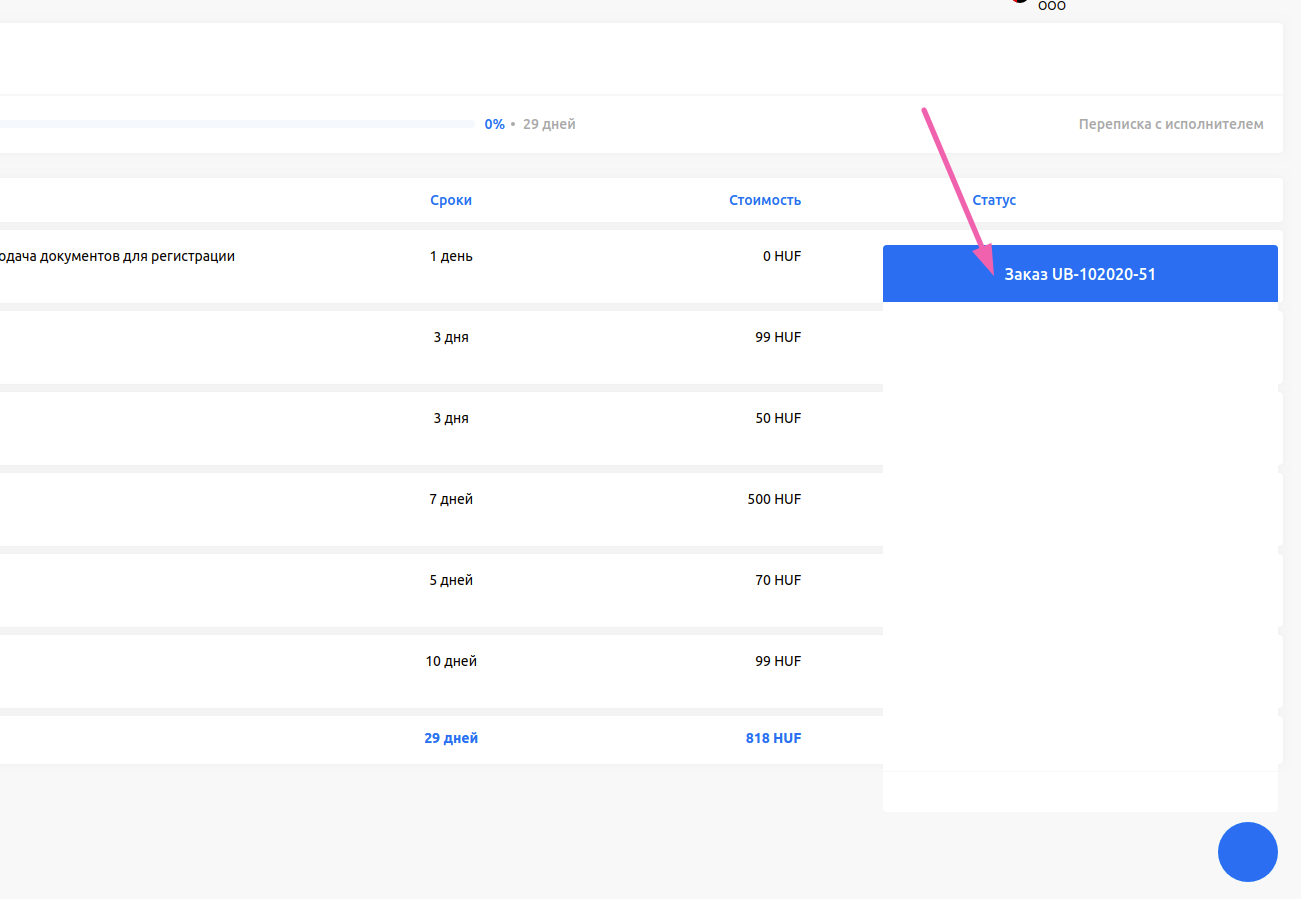 ООО
0% • 29 дней
Переписка с исполнителем
Сроки Стоимость Статус
одача документов для регистрации 1 день 0 HUF
Заказ UB-102020-51
3 дня 99 HUF
3 дня 50 HUF
7 дней 500 HUF
5 дней 70 HUF
10 дней 99 HUF
29 дней 818 HUF